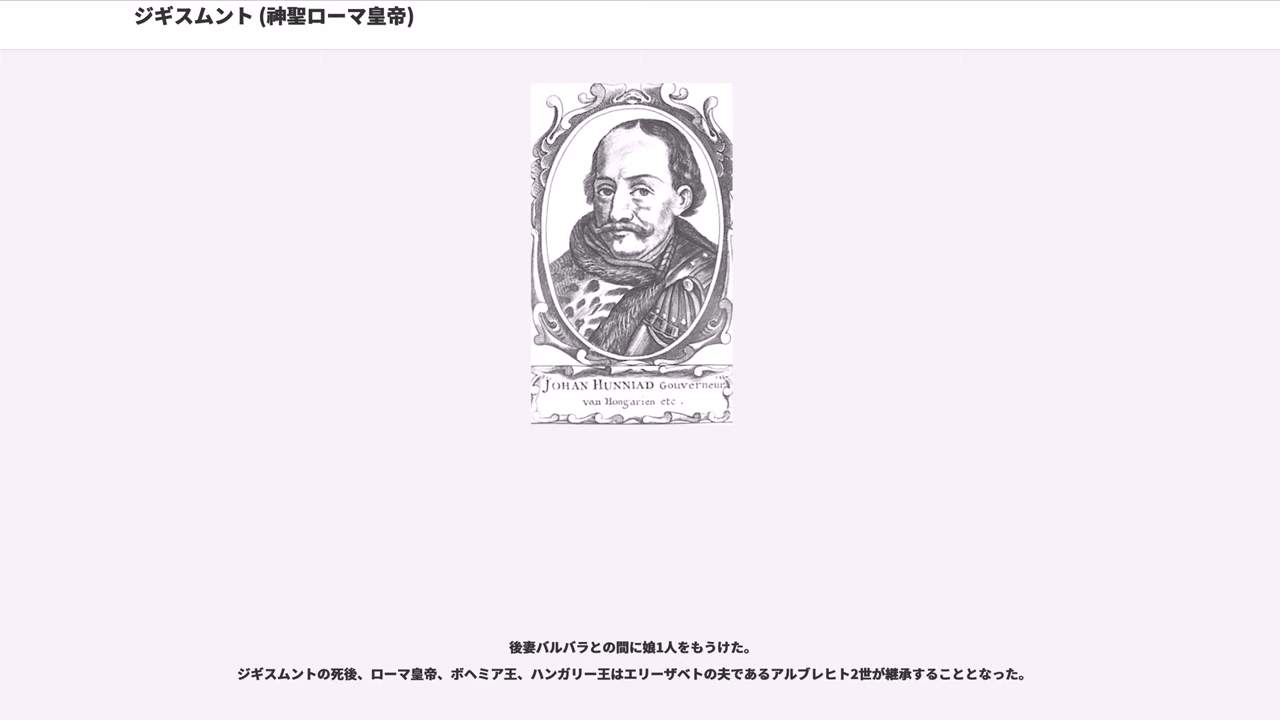 ジギスムント (神聖ローマ皇帝)
JOHAN HUNNIAD Gouverneur
van Hongarien etc .
後妻バルバラとの間に娘1人をもうけた。
ジギスムントの死後、ローマ皇帝、ボヘミア王、ハンガリー王はエリーザベトの夫であるアルブレヒト2世が継承することとなった。